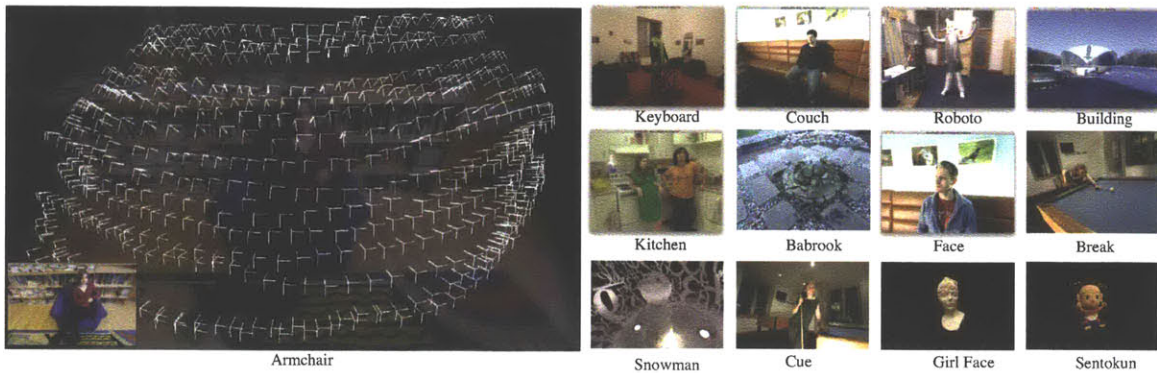 Keyboard
Couch
Roboto
Building
Kitchen
Babrook
Face
Break
Armchair
Snowman
Cue
Girl Face
Sentokun